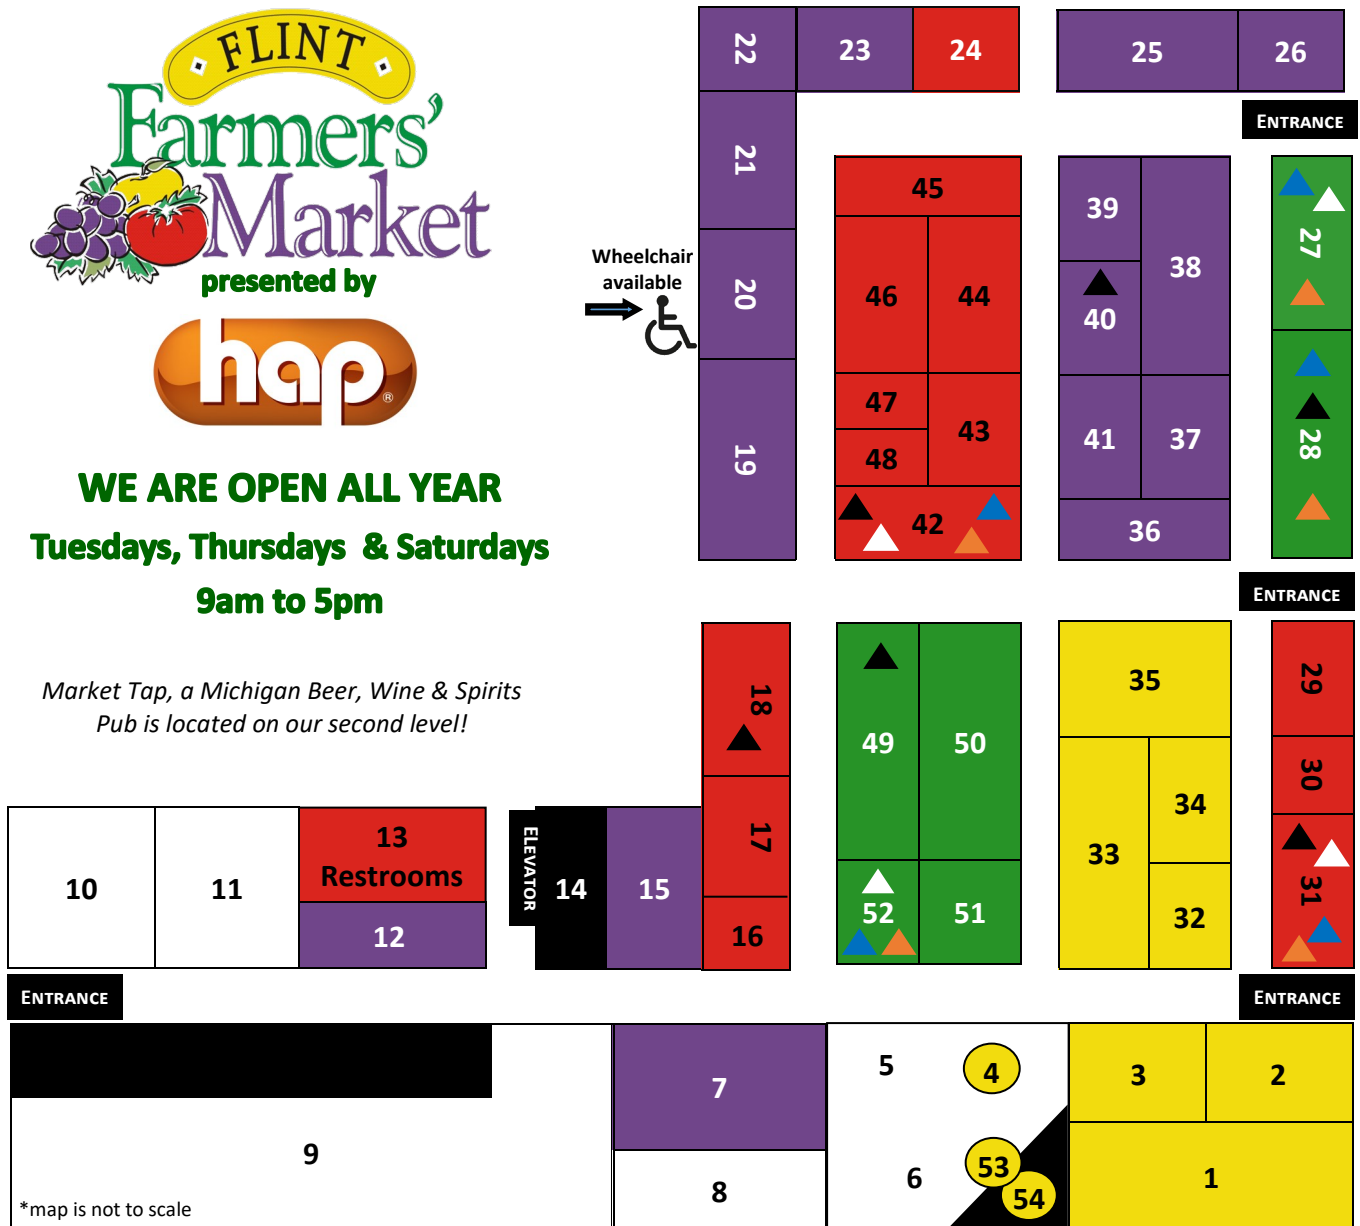 FLINT
Farmers'
Market
presented by
hap®
WE ARE OPEN ALL YEAR
Tuesdays, Thursdays & Saturdays
9am to 5pm
Market Tap, a Michigan Beer, Wine & Spirits
Pub is located on our second level!
Wheelchair
available
22
23
24
25
26
ENTRANCE
21
20
19
45
46
44
47
48
43
42
39
38
40
41
37
36
27
28
ENTRANCE
18
17
16
49
50
52
51
35
33
34
32
29
30
31
10
11
13
Restrooms
12
ELEVATOR
14
15
ENTRANCE
ENTRANCE
9
*map is not to scale
7
8
5
4
6
53
54
3
2
1